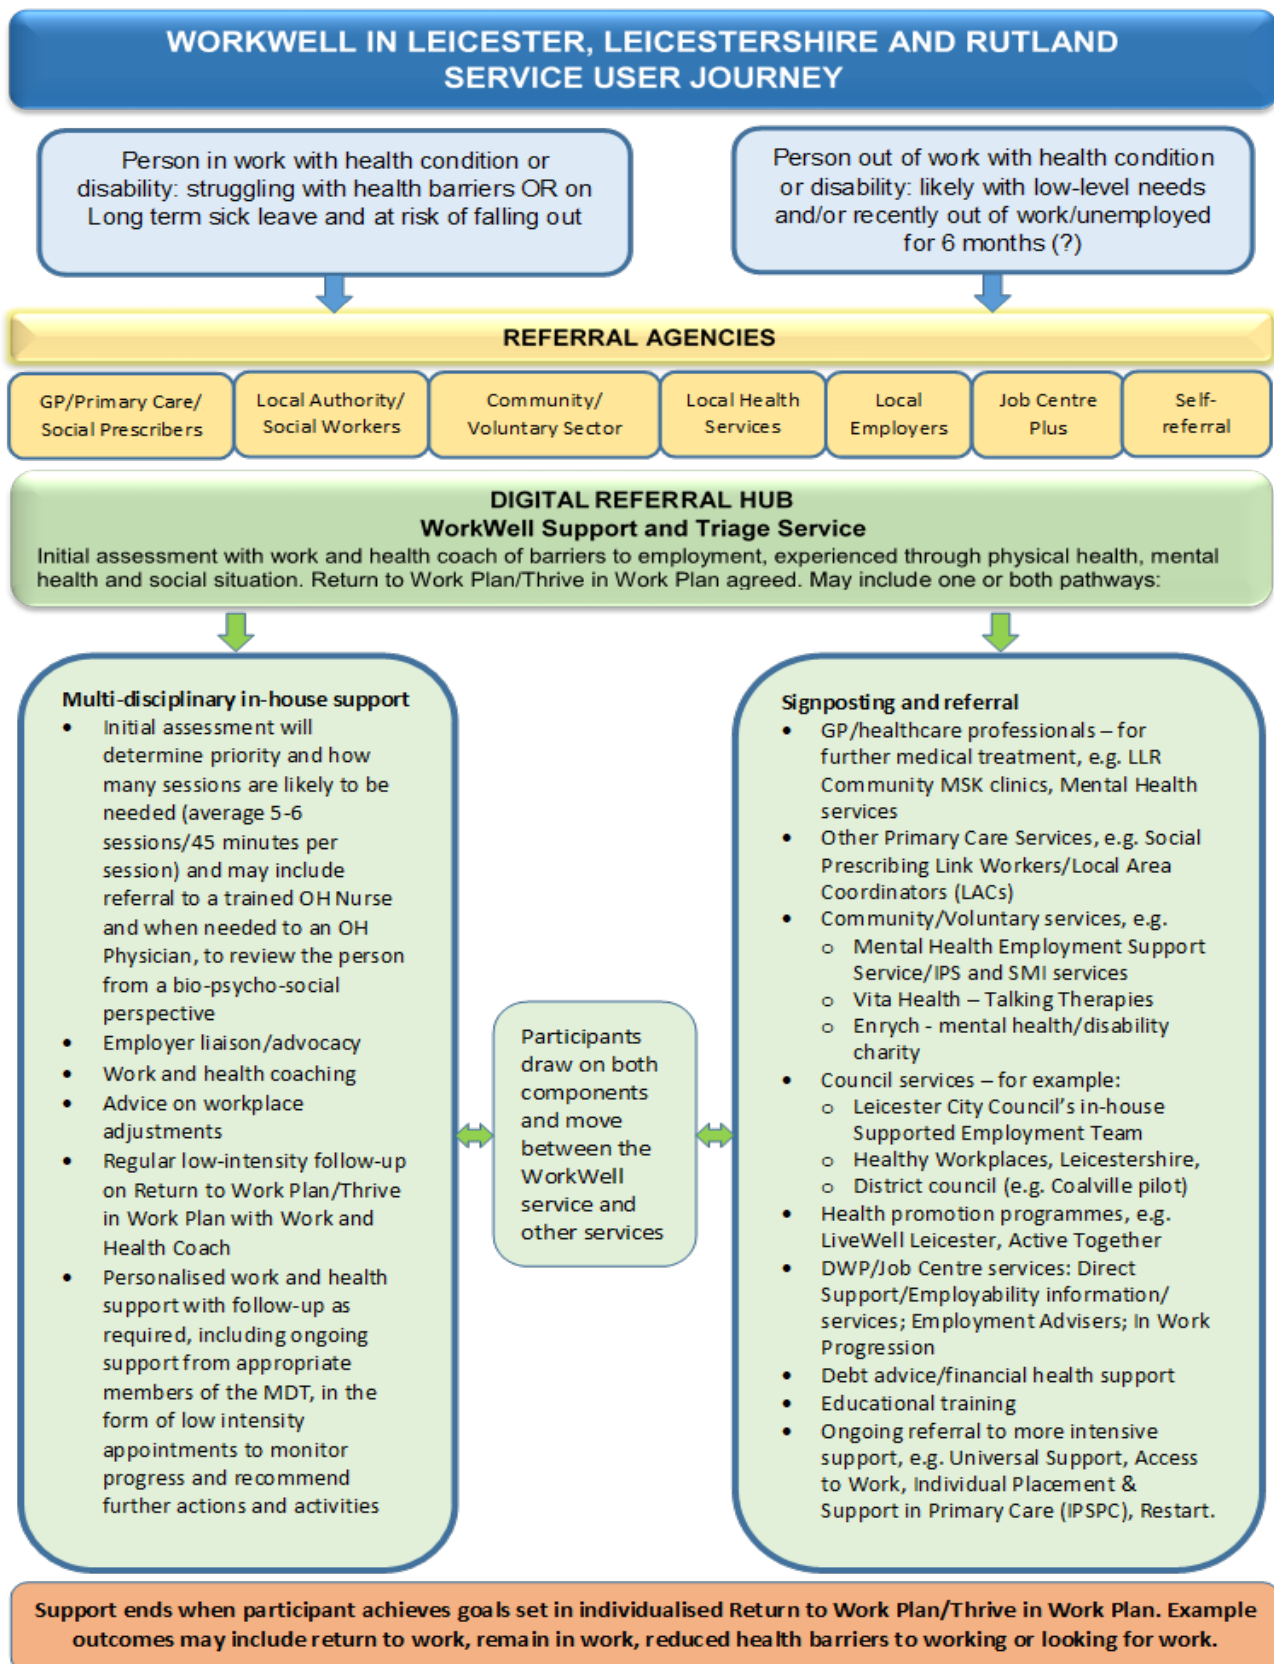 WORKWELL IN LEICESTER, LEICESTERSHIRE AND RUTLAND
SERVICE USER JOURNEY
Person in work with health condition or
disability: struggling with health barriers OR on
Long term sick leave and at risk of falling out
Person out of work with health condition
or disability: likely with low-level needs
and/or recently out of work/unemployed
for 6 months (?)
REFERRAL AGENCIES
GP/Primary Care/
Social Prescribers
Local Authority/
Social Workers
Community/
Voluntary Sector
Local Health
Services
Local
Employers
Job Centre
Plus
Self-
referral
DIGITAL REFERRAL HUB
WorkWell Support and Triage Service
Initial assessment with work and health coach of barriers to employment, experienced through physical health, mental
health and social situation. Return to Work Plan/Thrive in Work Plan agreed. May include one or both pathways:
Multi-disciplinary in-house support
• Initial assessment will
determine priority and how
many sessions are likely to be
needed (average 5-6
sessions/45 minutes per
session) and may include
referral to a trained OH Nurse
and when needed to an OH
Physician, to review the person
from a bio-psycho-social
perspective
• Employer liaison/advocacy
• Work and health coaching
• Advice on workplace
adjustments
• Regular low-intensity follow-up
on Return to Work Plan/Thrive
in Work Plan with Work and
Health Coach
• Personalised work and health
support with follow-up as
required, including ongoing
support from appropriate
members of the MDT, in the
form of low intensity
appointments to monitor
progress and recommend
further actions and activities
Participants
draw on both
components
and move
between the
WorkWell
service and
other services
Signposting and referral
• GP/healthcare professionals – for
further medical treatment, e.g. LLR
Community MSK clinics, Mental Health
services
• Other Primary Care Services, e.g. Social
Prescribing Link Workers/Local Area
Coordinators (LACs)
• Community/Voluntary services, e.g.
o Mental Health Employment Support
Service/IPS and SMI services
o Vita Health – Talking Therapies
o Enrych - mental health/disability
charity
• Council services – for example:
o Leicester City Council’s in-house
Supported Employment Team
o Healthy Workplaces, Leicestershire,
o District council (e.g. Coalville pilot)
• Health promotion programmes, e.g.
LiveWell Leicester, Active Together
• DWP/Job Centre services: Direct
Support/Employability information/
services; Employment Advisers; In Work
Progression
• Debt advice/financial health support
• Educational training
• Ongoing referral to more intensive
support, e.g. Universal Support, Access
to Work, Individual Placement &
Support in Primary Care (IPSPC), Restart.
Support ends when participant achieves goals set in individualised Return to Work Plan/Thrive in Work Plan. Example
outcomes may include return to work, remain in work, reduced health barriers to working or looking for work.